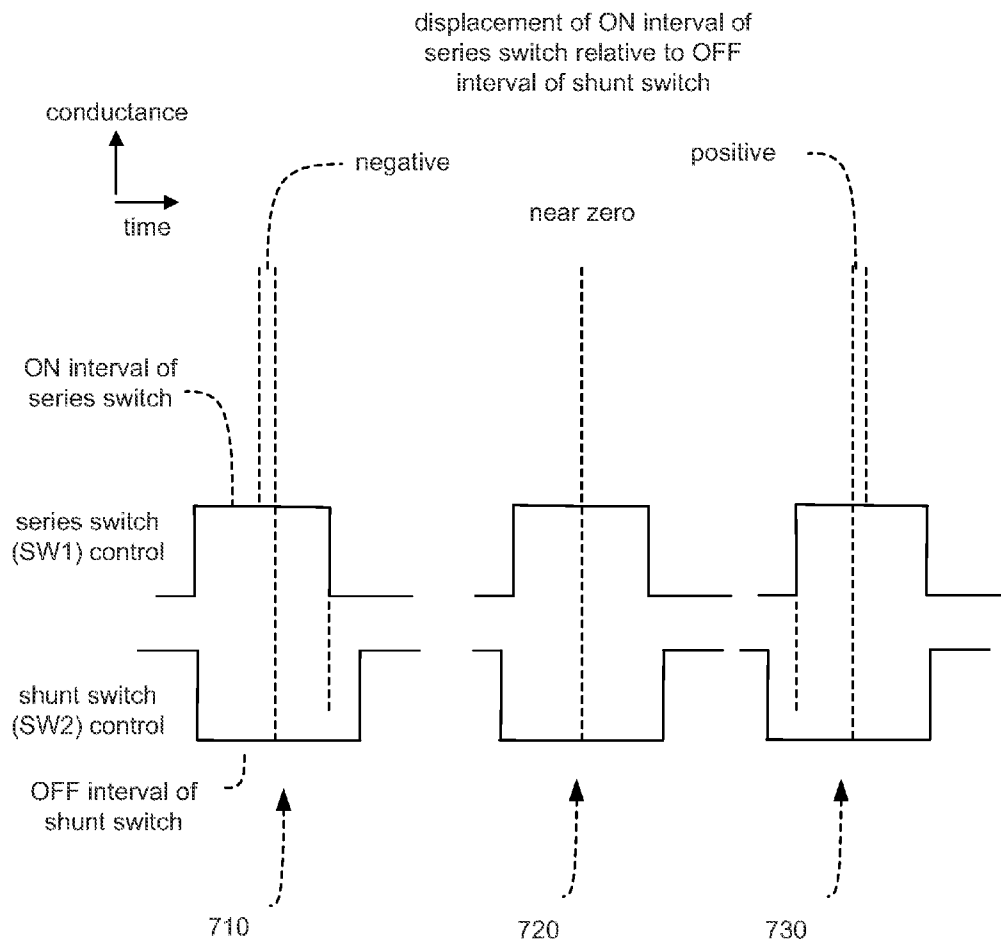 displacement of ON interval of
series switch relative to OFF
interval of shunt switch
conductance
time
negative
near zero
positive
ON interval of
series switch
series switch
(SW1) control
shunt switch
(SW2) control
OFF interval of
shunt switch
710
720
730